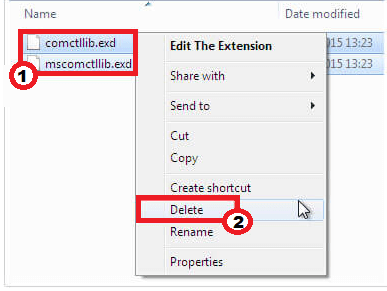 Name Date modified
comctllib.exd 015 13:23
mscomctllib.exd 015 13:23
1
Edit The Extension
Share with
Send to
Cut
Copy
Create shortcut
Delete
2
Rename
Properties